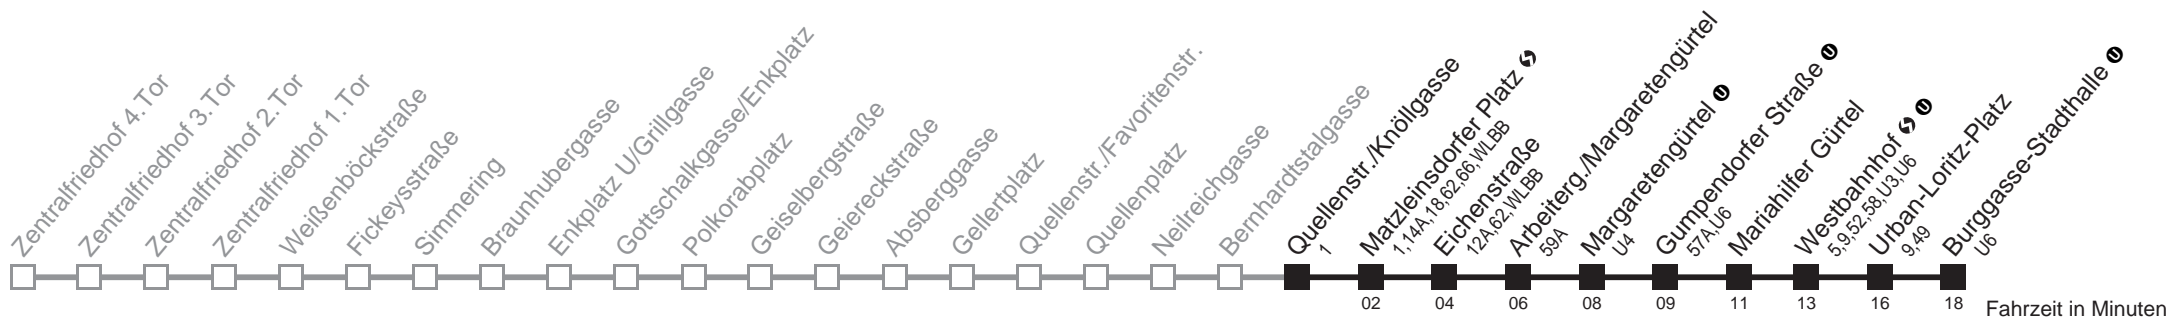 Zentralfriedhof 4.Tor
Zentralfriedhof 3.Tor
Zentralfriedhof 2.Tor
Zentralfriedhof 1.Tor
Weißenböckstraße
Fickeysstraße
Simmering
Braunhubergasse
Enkplatz U/Grillgasse
Gottschalkgasse/Enkplatz
Polkorabplatz
Geiselbergstraße
Geiereckstraße
Absberggasse
Gellertplatz
Quellenstr./Favoritenstr.
Quellenplatz
Neilreichgasse
Bernhardtstalgasse
Quellenstr./Knöllgasse
1
Matzleinsdorfer Platz S
1,14A,18,62,66,WLBB
02
Eichenstraße
12A,62,WLBB
04
Arbeiterg./Margaretengürtel
59A
06
Margaretengürtel U
U4
08
Gumpendorfer Straße U
57A,U6
09
Mariahilfer Gürtel
11
Westbahnhof S U
5,9,52,58,U3,U6
13
Urban-Loritz-Platz
9,49
16
Burggasse-Stadthalle U
U6
18
Fahrzeit in Minuten